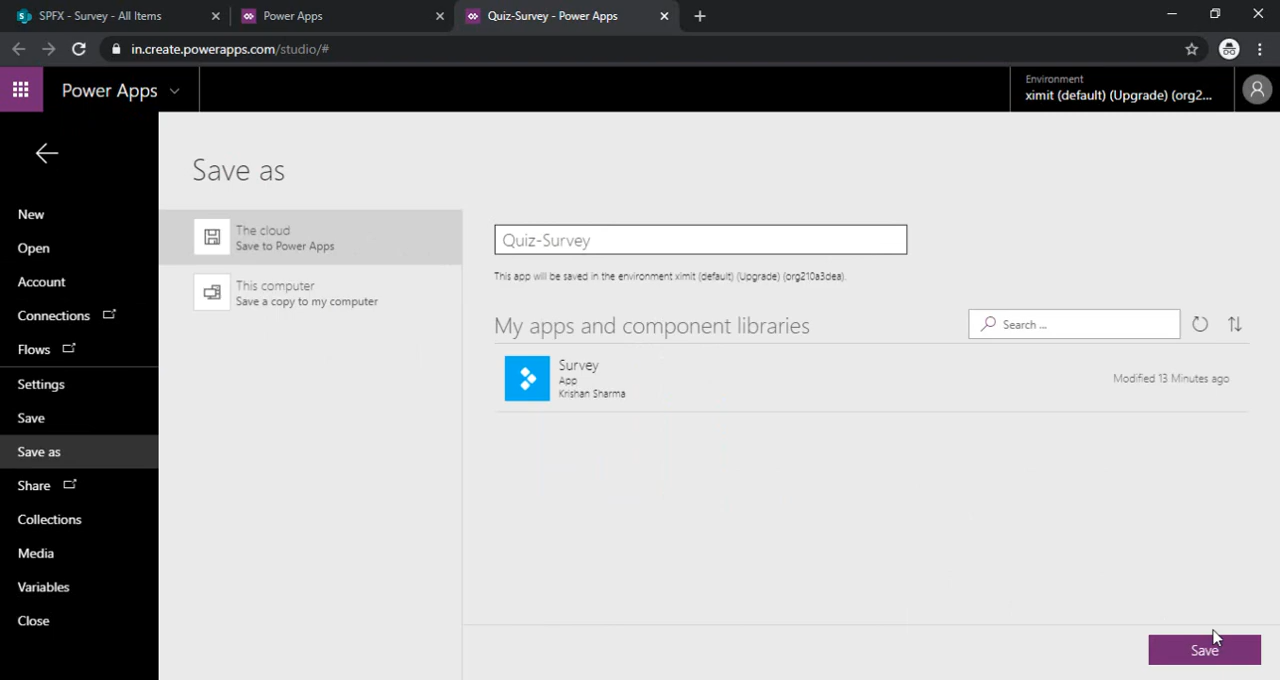 SPFX - Survey - All Items
Power Apps
Quiz-Survey - Power Apps
in.create.powerapps.com/studio/#
Power Apps
Environment
ximit (default) (Upgrade) (org2...
Save as
New
Open
Account
Connections
Flows
Settings
Save
Save as
Share
Collections
Media
Variables
Close
The cloud
Save to Power Apps
This computer
Save a copy to my computer
Quiz-Survey
This app will be saved in the environment ximit (default) (Upgrade) (org210a3dea).
My apps and component libraries
Search ...
Survey
App
Krishan Sharma
Modified 13 Minutes ago
Save